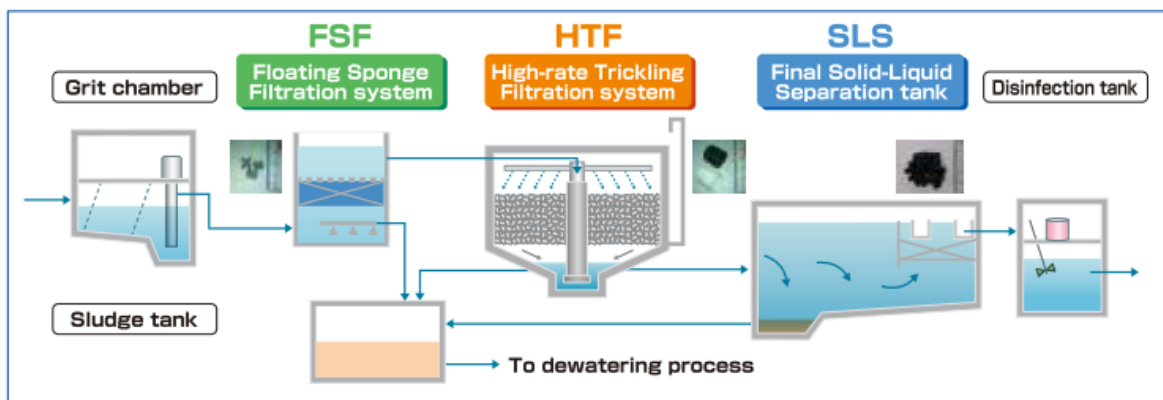 FSF
HTF
SLS
Grit chamber
Floating Sponge
Filtration system
High-rate Trickling
Filtration system
Final Solid-Liquid
Separation tank
Disinfection tank
Sludge tank
To dewatering process